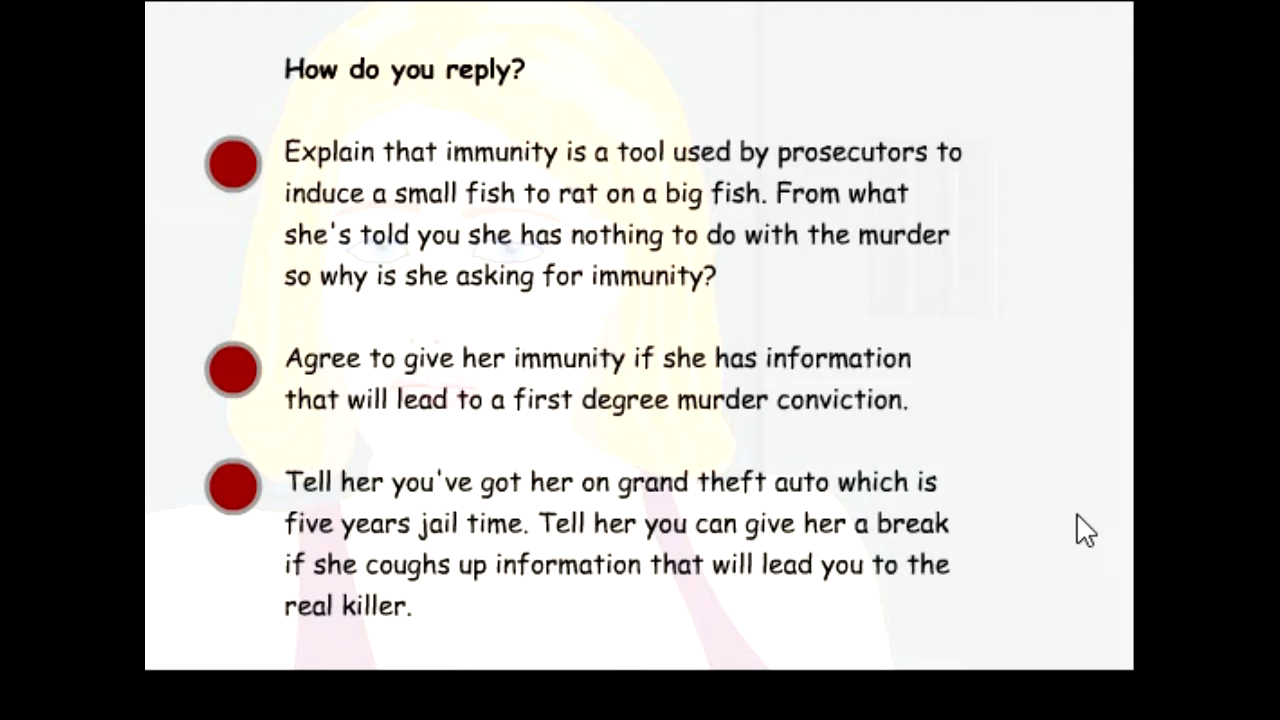 How do you reply?
Explain that immunity is a tool used by prosecutors to
induce a small fish to rat on a big fish. From what
she's told you she has nothing to do with the murder
so why is she asking for immunity?
Agree to give her immunity if she has information
that will lead to a first degree murder conviction.
Tell her you've got her on grand theft auto which is
five years jail time. Tell her you can give her a break
if she coughs up information that will lead you to the
real killer.